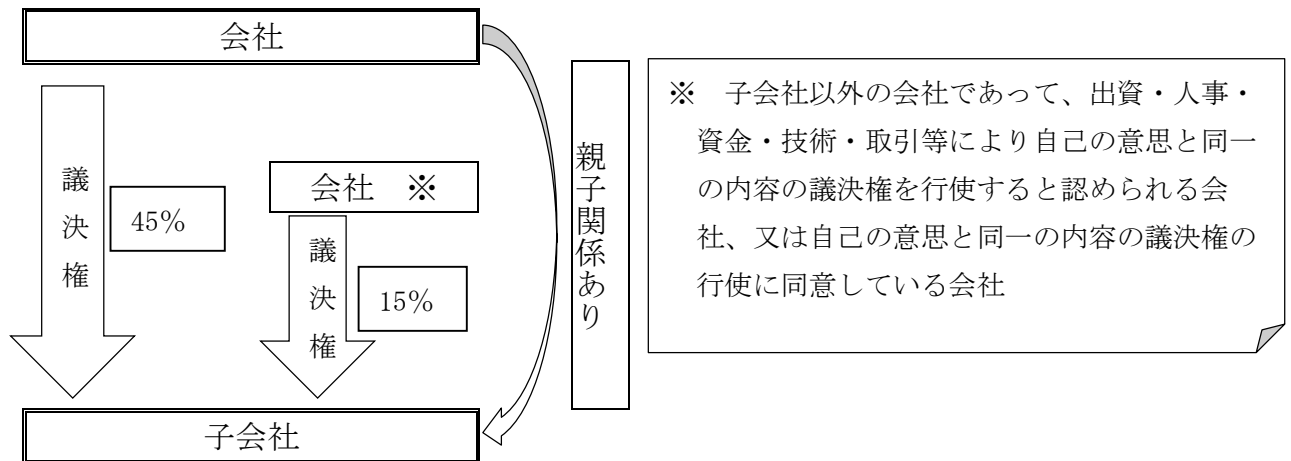 会社
議決権
45%
会社　※
議決権
15%
親子関係あり
※　子会社以外の会社であって、出資・人事・
資金・技術・取引等により自己の意思と同一
の内容の議決権を行使すると認められる会
社、又は自己の意思と同一の内容の議決権の
行使に同意している会社
子会社